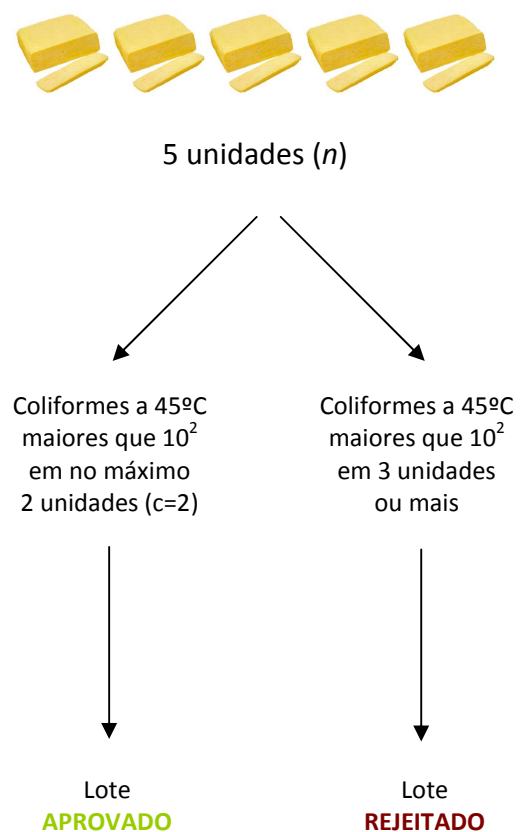 5 unidades (n)
Coliformes a 45ºC
maiores que 10²
em no máximo
2 unidades (c=2)
Coliformes a 45ºC
maiores que 10²
em 3 unidades
ou mais
Lote
APROVADO
Lote
REJEITADO